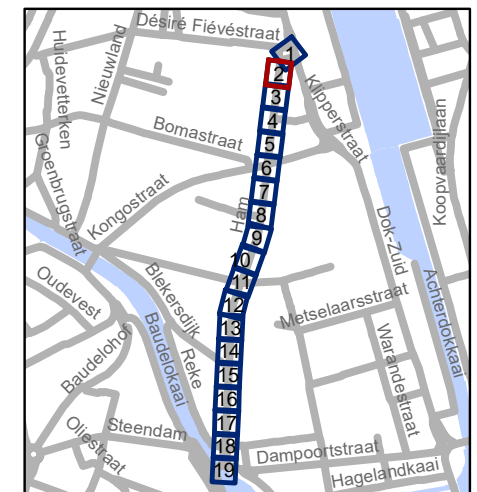 Désiré Fiévéstraat
1
2
3
4
5
6
7
8
9
10
11
12
13
14
15
16
17
18
19
Huidevetterken
Nieuwland
Klipperstraat
Koopvaardijlaan
Bomastraat
Groenbrugstraat
Kongostraat
Ham
Dok-Zuid
Achterdokkaai
Oudevest
Blekersdijk
Metselaarsstraat
Baudelohof
Baudelokaai
Reke
Warandestraat
Oliestraat
Steendam
Dampoortstraat
Hagelandkaai